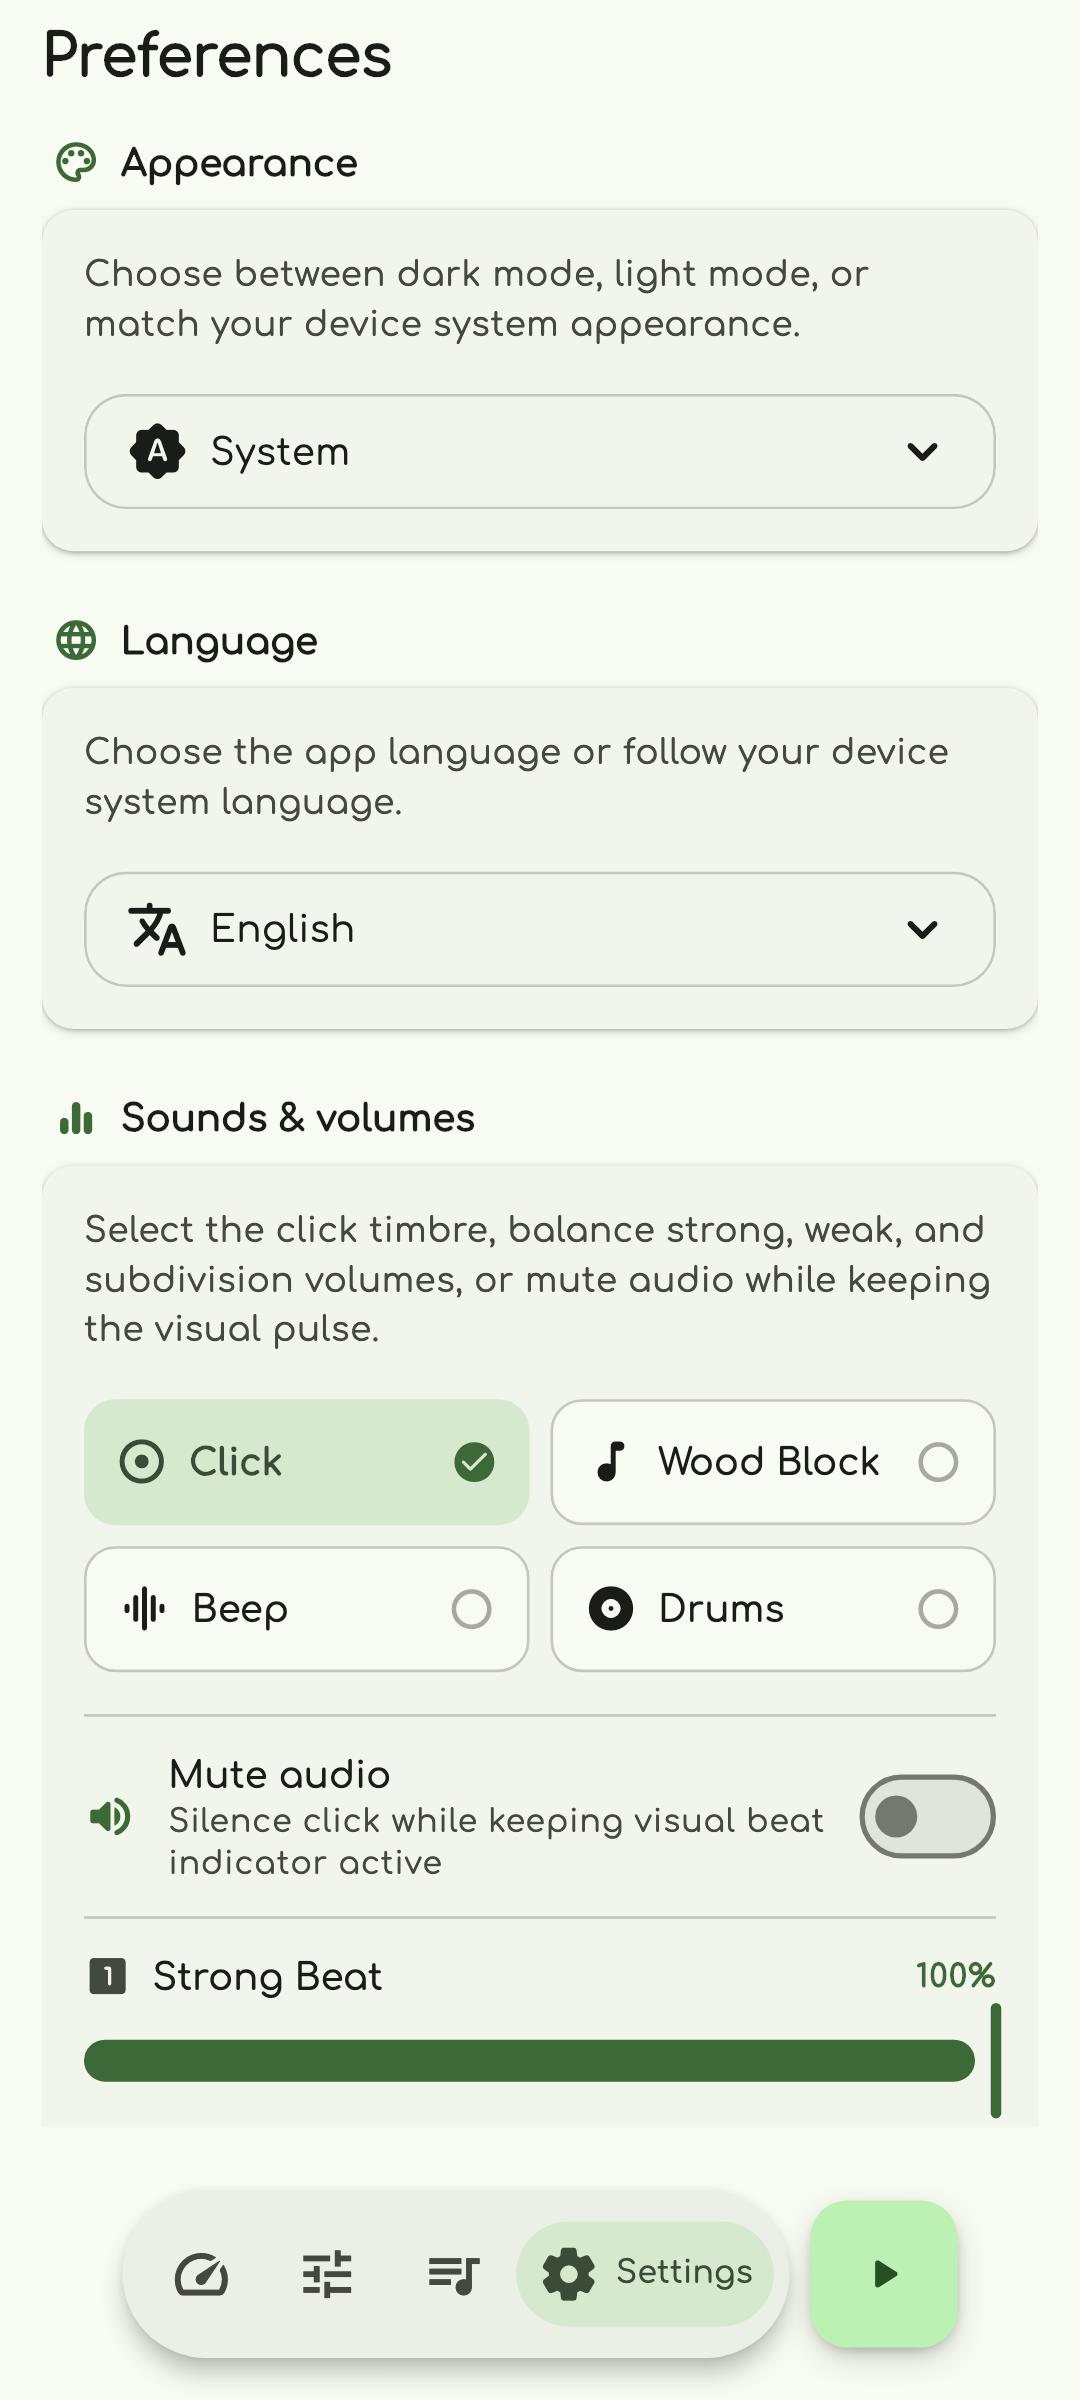 Preferences
Appearance
Choose between dark mode, light mode, or
match your device system appearance.
A System
Language
Choose the app language or follow your device
system language.
English
Sounds & volumes
Select the click timbre, balance strong, weak, and
subdivision volumes, or mute audio while keeping
the visual pulse.
Click
Wood Block
Beep
Drums
Mute audio
Silence click while keeping visual beat
indicator active
1 Strong Beat 100%
Settings